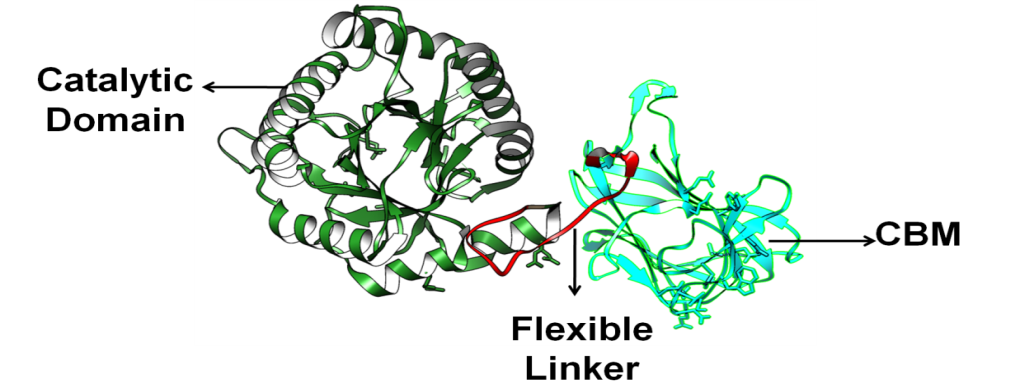 Catalytic
Domain
CBM
Flexible
Linker